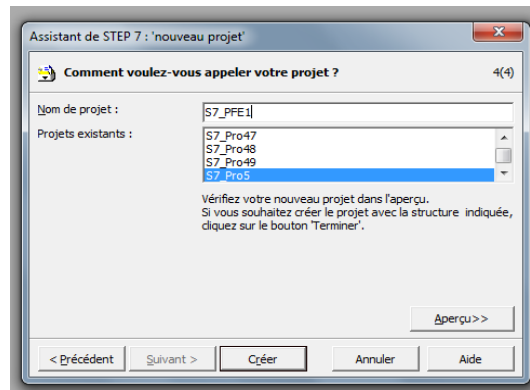 Assistant de STEP 7 : 'nouveau projet'
Comment voulez-vous appeler votre projet ? 4(4)
Nom de projet : S7_PFE1
Projets existants : S7_Pro47
S7_Pro48
S7_Pro49
S7_Pro5
Vérifiez votre nouveau projet dans l'aperçu.
Si vous souhaitez créer le projet avec la structure indiquée,
cliquez sur le bouton 'Terminer'.
Aperçu>>
< Précédent Suivant > Créer Annuler Aide